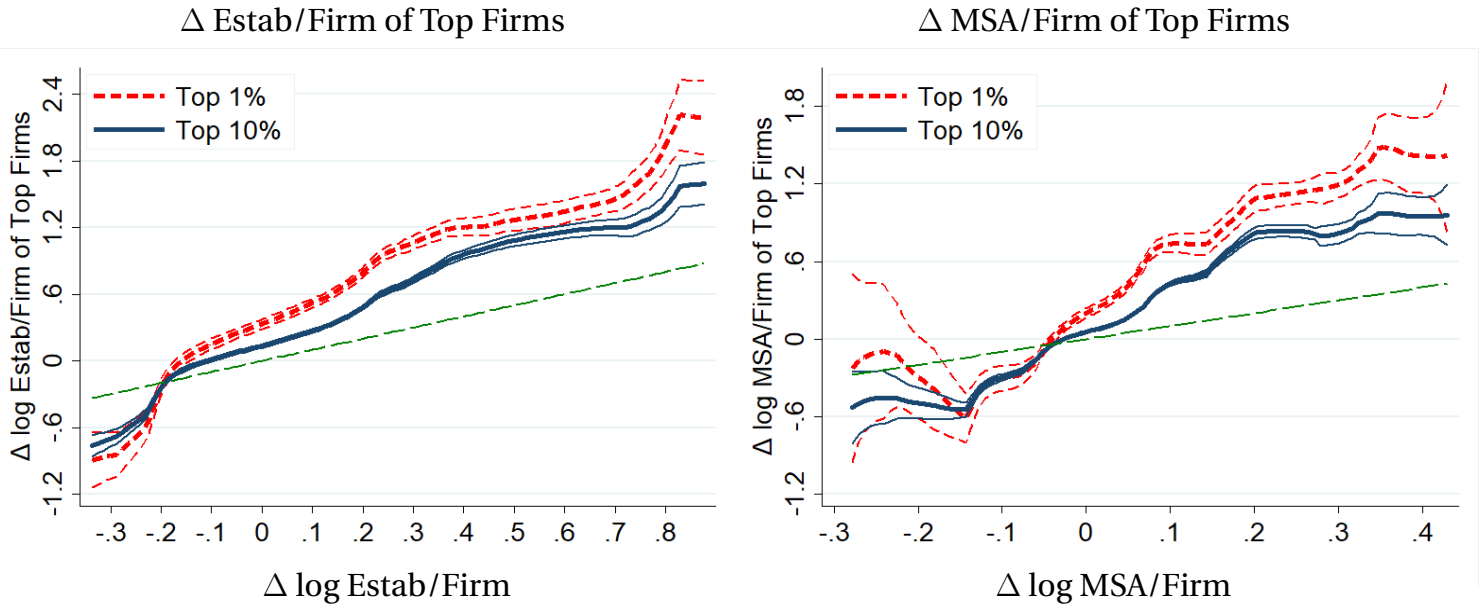 Δ Estab/Firm of Top Firms
Δ log Estab/Firm of Top Firms
2.4
1.8
1.2
.6
0
-.6
-1.2
Top 1%
Top 10%
-.3 -.2 -.1 0 .1 .2 .3 .4 .5 .6 .7 .8
Δ log Estab/Firm
Δ MSA/Firm of Top Firms
Δ log MSA/Firm of Top Firms
1.8
1.2
.6
0
-.6
-1.2
Top 1%
Top 10%
-.3 -.2 -.1 0 .1 .2 .3 .4
Δ log MSA/Firm